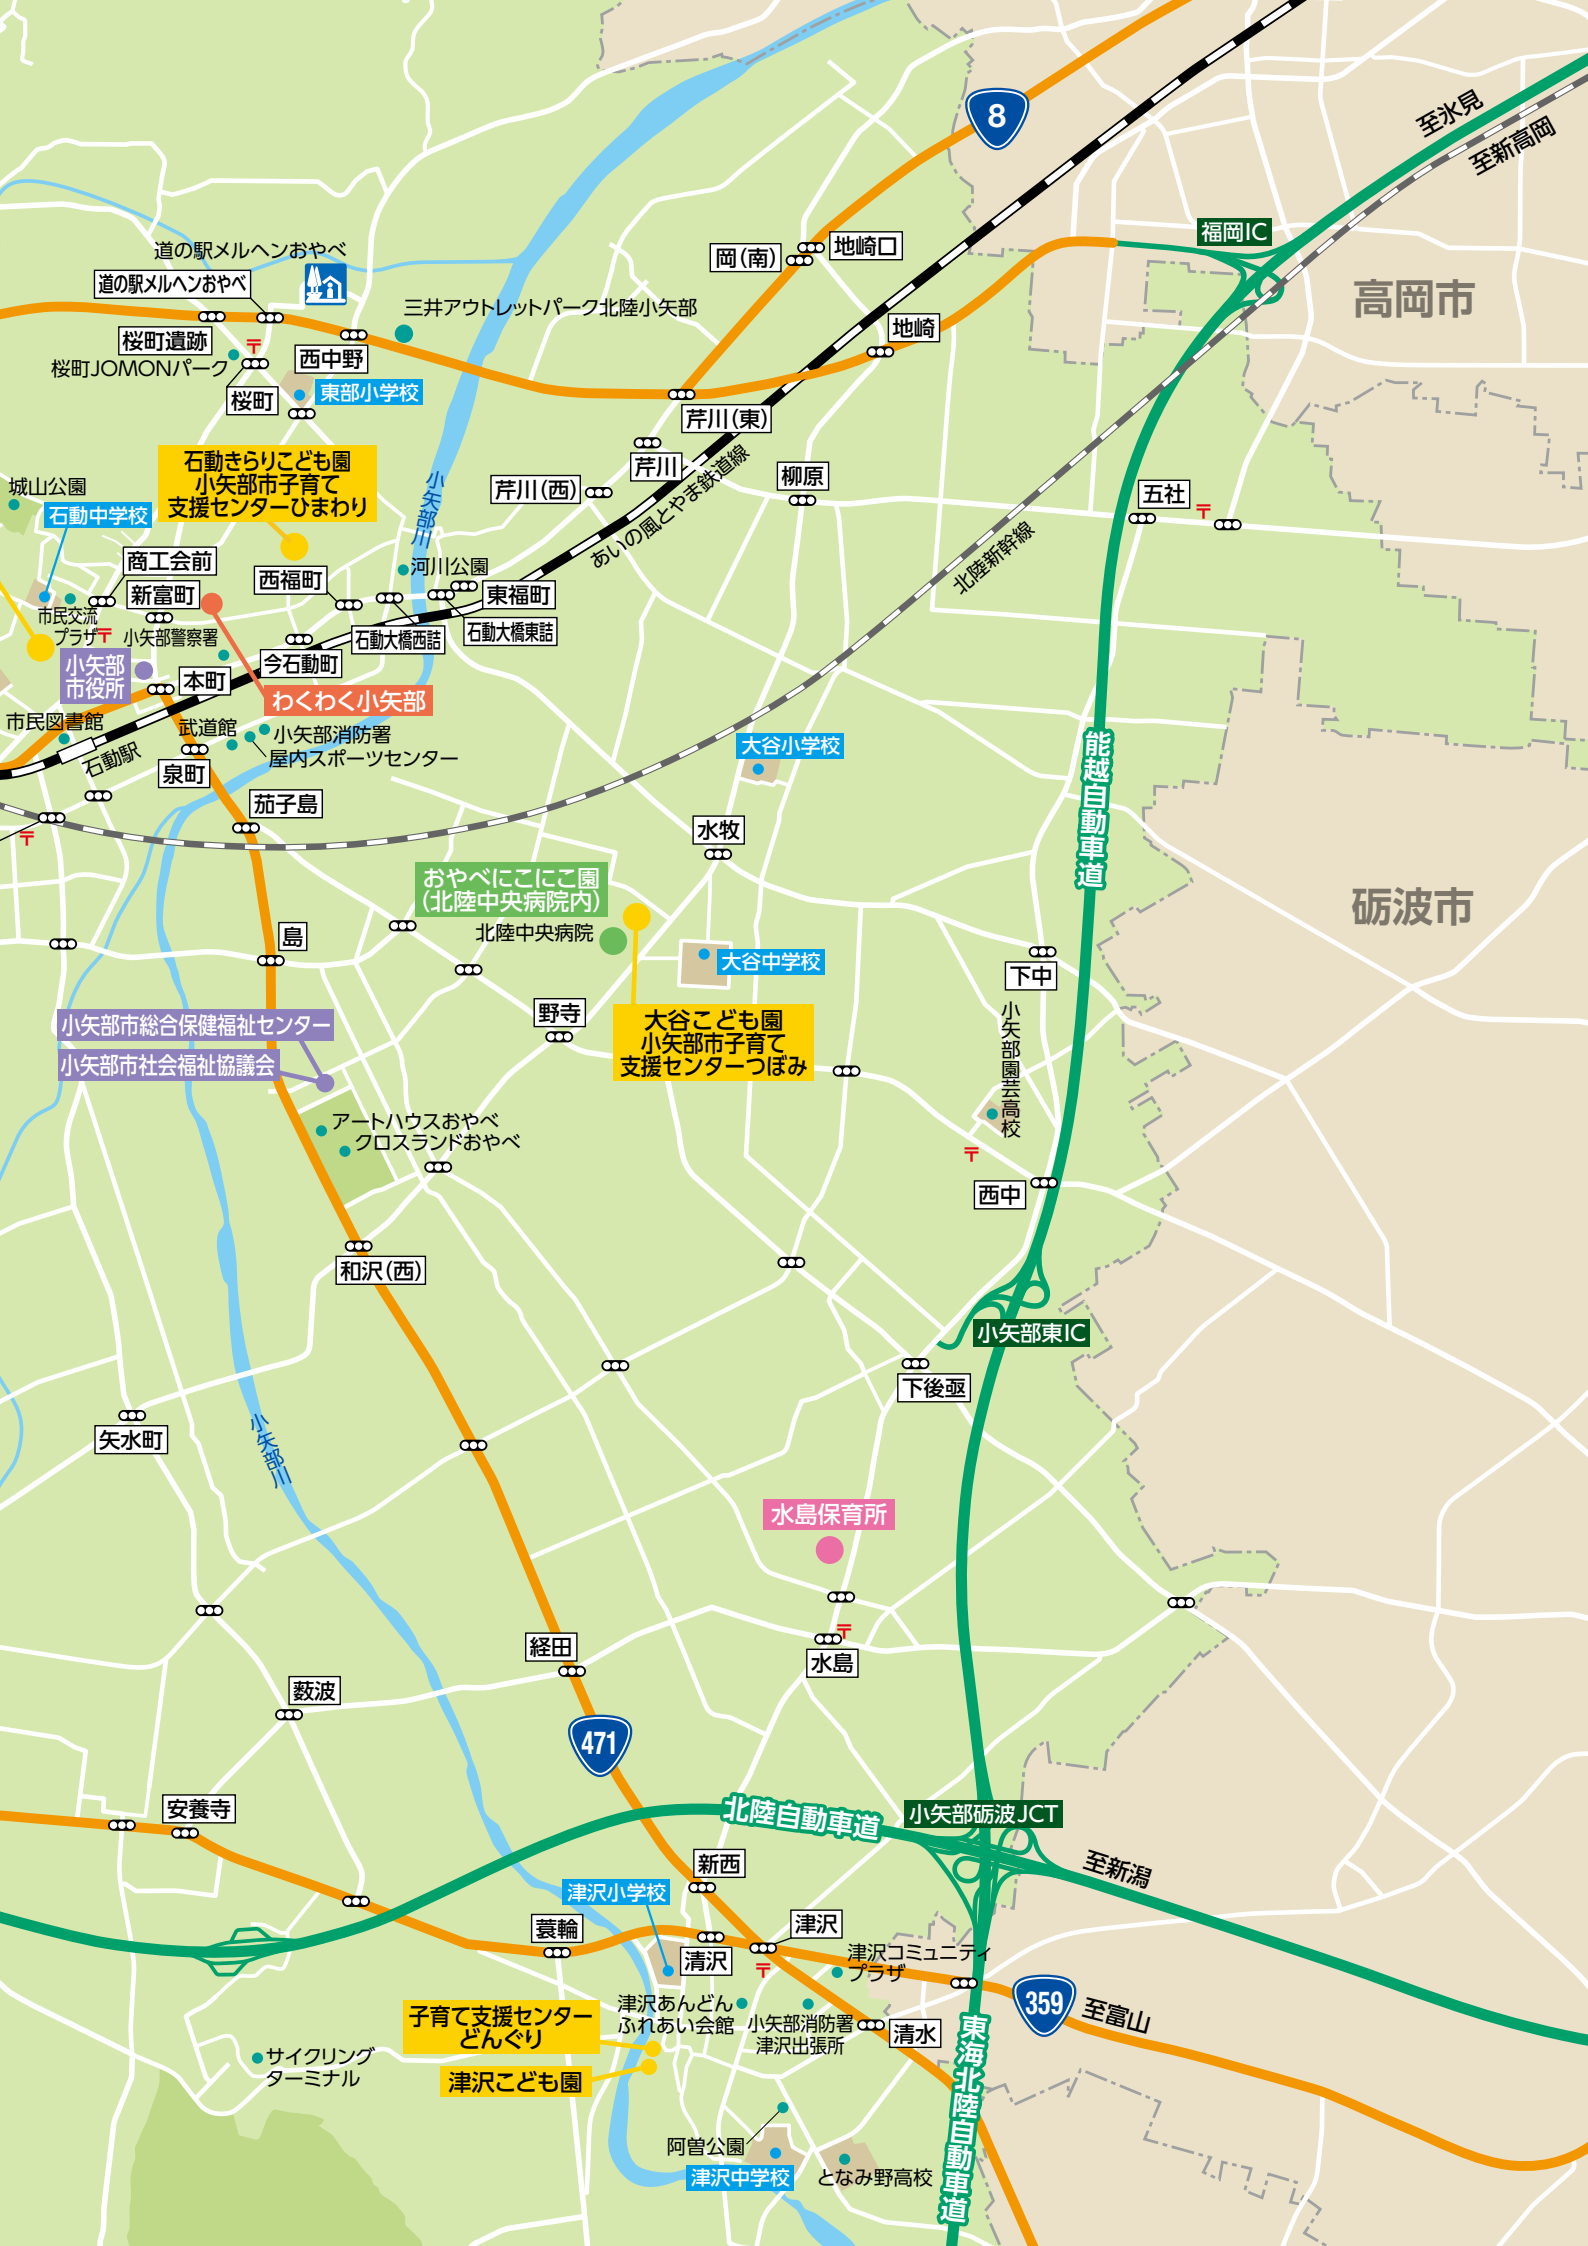 8
至氷見
至新高岡
福岡IC
高岡市
道の駅メルヘンおやべ
道の駅メルヘンおやべ
岡(南)
地崎口
三井アウトレットパーク北陸小矢部
地崎
桜町遺跡
桜町JOMONパーク
〒
西中野
東部小学校
桜町
芹川(東)
石動きらりこども園
小矢部市子育て
支援センターひまわり
芹川
芹川(西)
柳原
五社
〒
城山公園
石動中学校
小矢部川
あいの風とやま鉄道線
北陸新幹線
商工会前
河川公園
西福町
新富町
東福町
市民交流
プラザ
〒
小矢部警察署
石動大橋西詰
石動大橋東詰
今石動町
小矢部
市役所
本町
わくわく小矢部
市民図書館
武道館
小矢部消防署
屋内スポーツセンター
石動駅
泉町
大谷小学校
能越自動車道
茄子島
〒
水牧
おやべにこにこ園
(北陸中央病院内)
北陸中央病院
砺波市
島
大谷中学校
下中
小矢部市総合保健福祉センター
小矢部市社会福祉協議会
野寺
大谷こども園
小矢部市子育て
支援センターつぼみ
小矢部園芸高校
アートハウスおやべ
クロスランドおやべ
〒
西中
和沢(西)
小矢部東IC
下後亟
矢水町
小矢部川
水島保育所
経田
〒
水島
薮波
471
安養寺
北陸自動車道
小矢部砺波JCT
至新潟
新西
津沢小学校
蓑輪
津沢
清沢
〒
津沢コミュニティ
プラザ
359
至富山
子育て支援センター
どんぐり
津沢あんどん
ふれあい会館
小矢部消防署
津沢出張所
清水
東海北陸自動車道
サイクリング
ターミナル
津沢こども園
阿曽公園
津沢中学校
となみ野高校